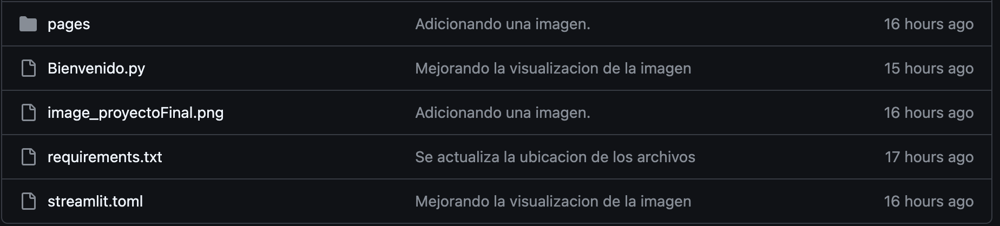 pages Adicionando una imagen. 16 hours ago
Bienvenido.py Mejorando la visualizacion de la imagen 15 hours ago
image_proyectoFinal.png Adicionando una imagen. 16 hours ago
requirements.txt Se actualiza la ubicacion de los archivos 17 hours ago
streamlit.toml Mejorando la visualizacion de la imagen 16 hours ago